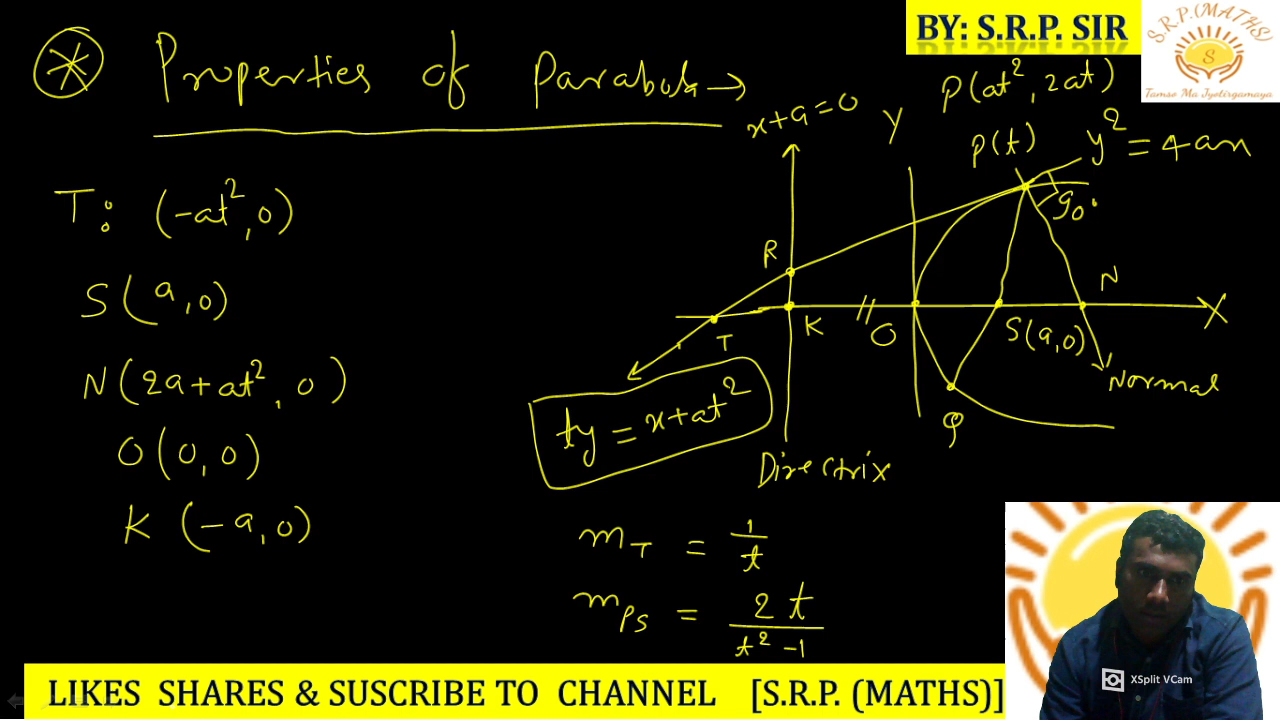 BY: S.R.P. SIR
S.R.P.(MATHS)
S
Tamso Ma Jyotirgamaya
* Properties of Parabola →
x+a=0
y
P(at², 2at)
P(t)
y² = 4ax
90°
T: (-at², 0)
R
N
S(a, 0)
K
O
T
S(a,0)
X
Normal
N(2a+at², 0)
ty = x+at²
Q
O(0, 0)
Directrix
K (-a, 0)
m_T = 1/t
m_PS = 2t/(t²-1)
XSplit VCam
LIKES SHARES & SUSCRIBE TO CHANNEL [S.R.P. (MATHS)]